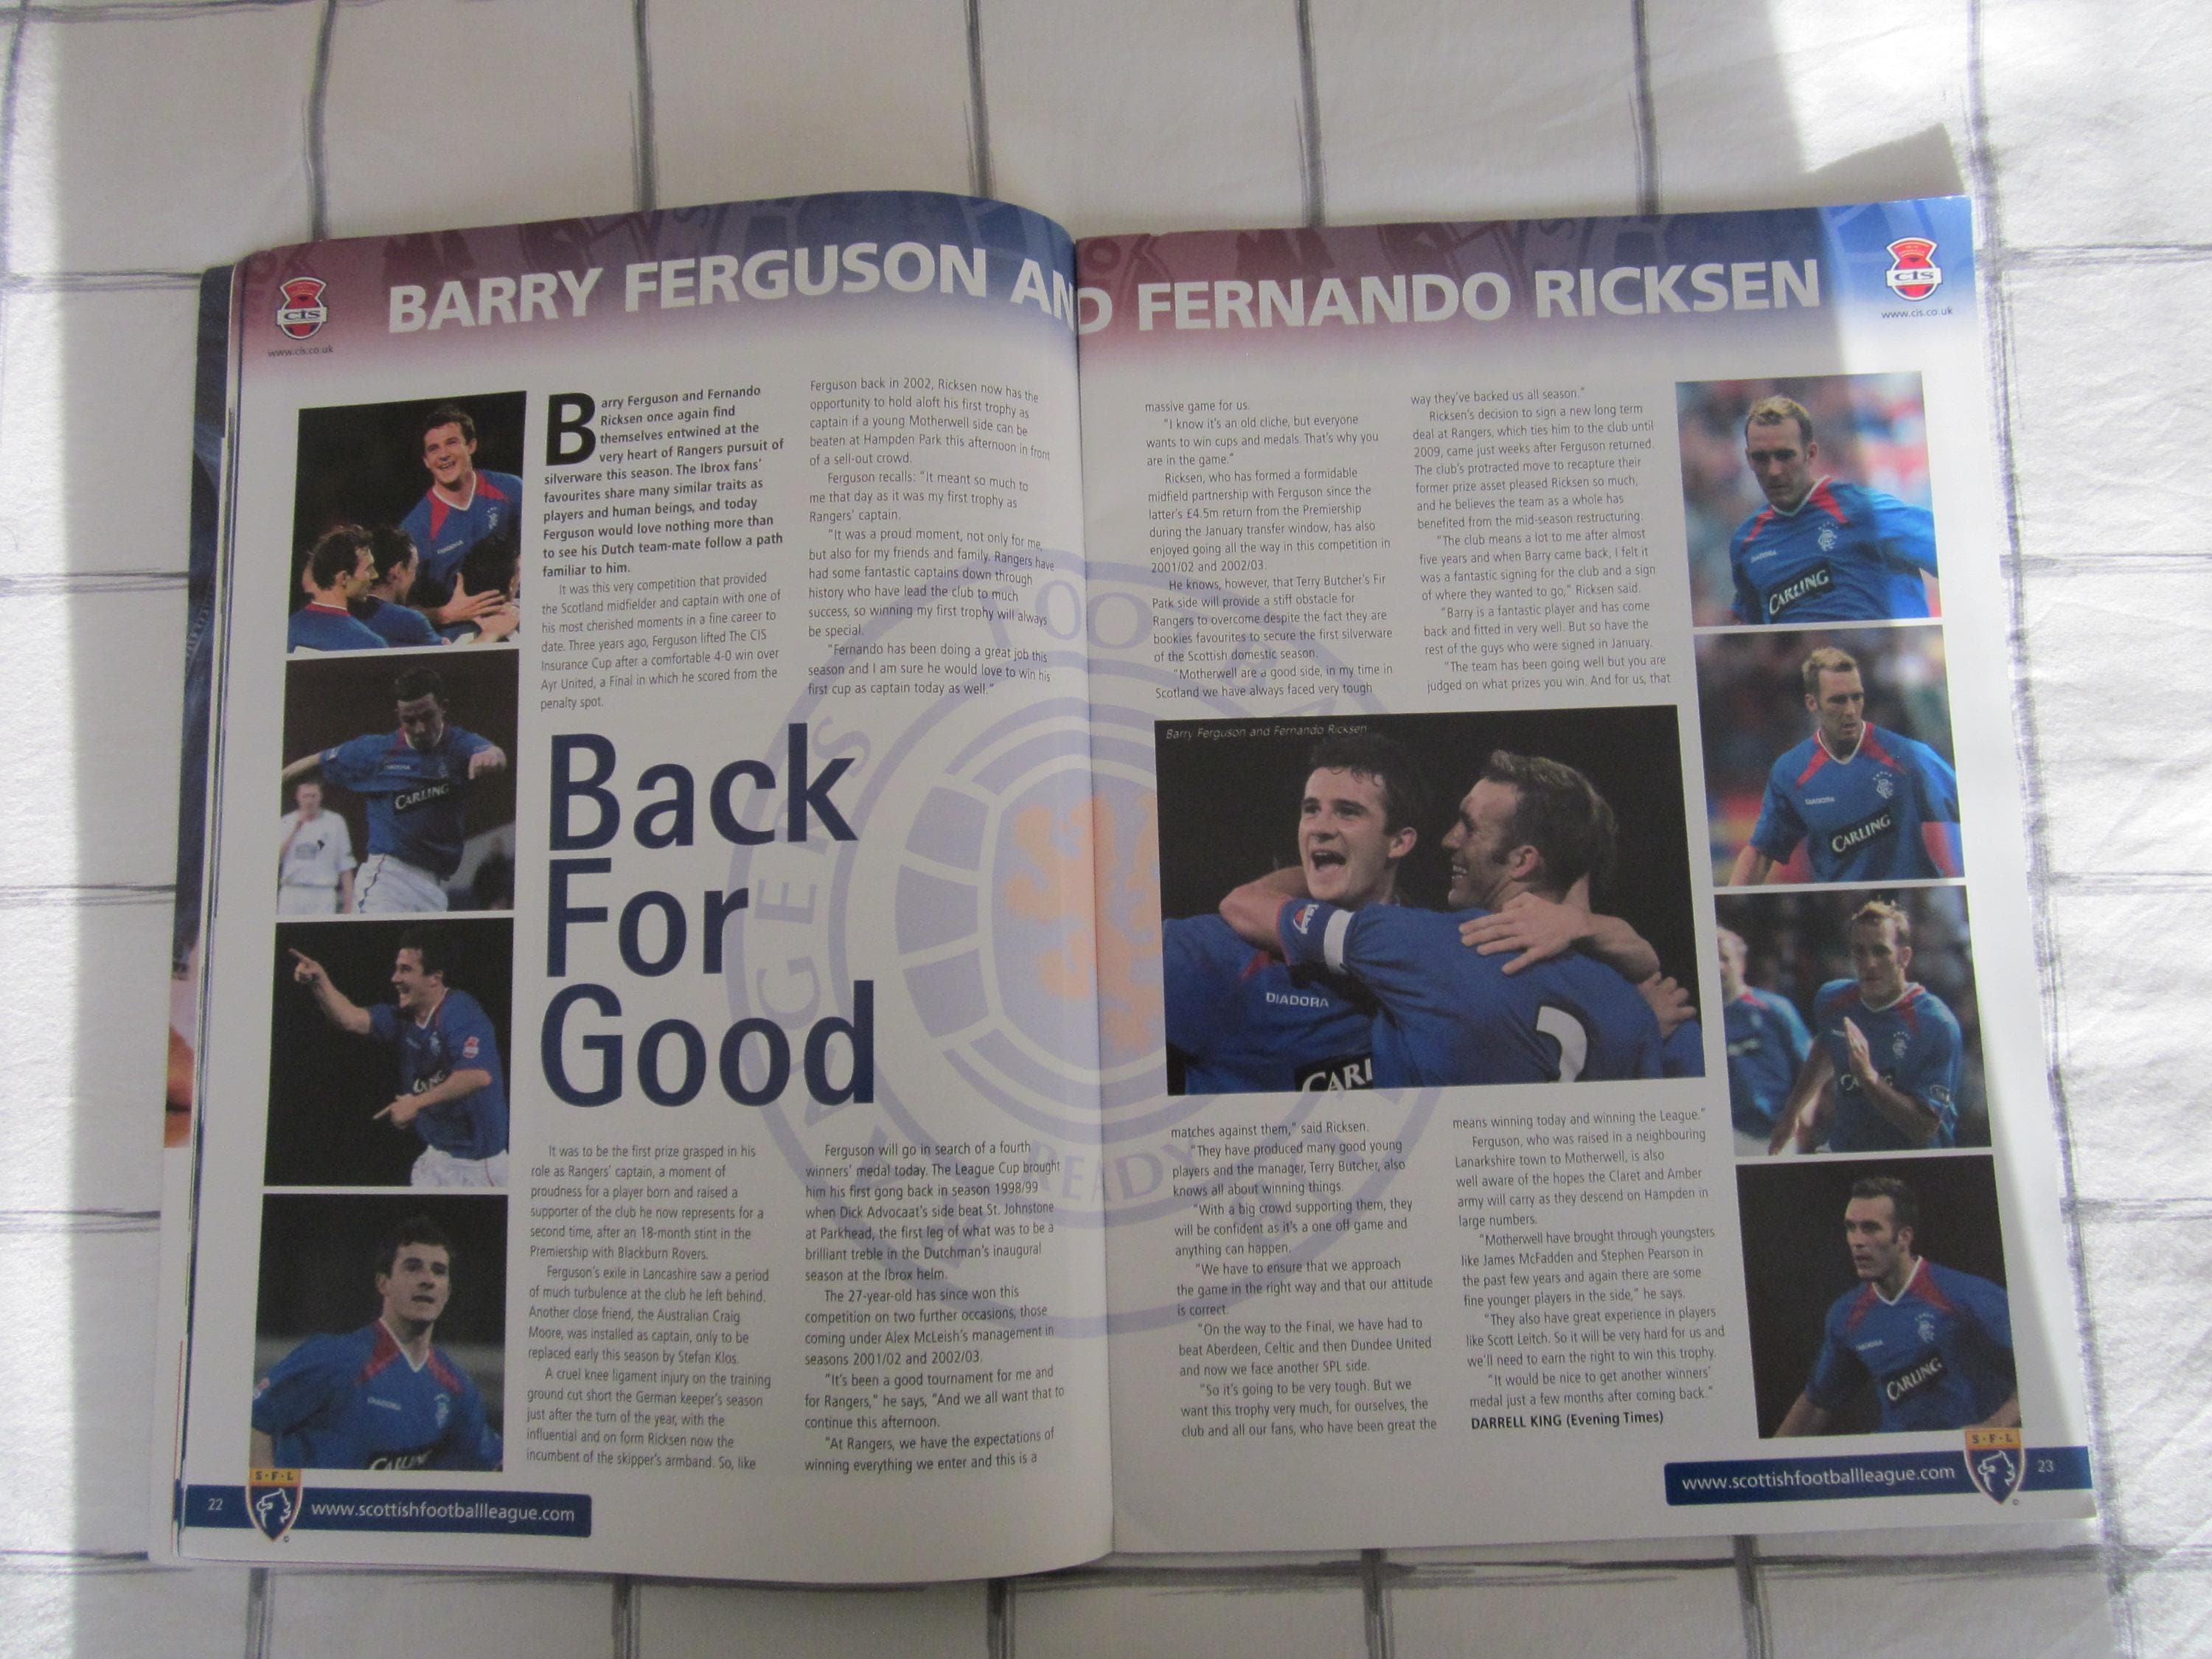 BARRY FERGUSON AND FERNANDO RICKSEN
cis
www.cis.co.uk
cis
www.cis.co.uk
Barry Ferguson and Fernando
Ricksen once again find
themselves entwined at the
very heart of Rangers pursuit of
silverware this season. The Ibrox fans'
favourites share many similar traits as
players and human beings, and today
Ferguson would love nothing more than
to see his Dutch team-mate follow a path
familiar to him.
It was this very competition that provided
the Scotland midfielder and captain with one of
his most cherished moments in a fine career to
date. Three years ago, Ferguson lifted The CIS
Insurance Cup after a comfortable 4-0 win over
Ayr United, a Final in which he scored from the
penalty spot.
Back
For
Good
It was to be the first prize grasped in his
role as Rangers' captain, a moment of
proudness for a player born and raised a
supporter of the club he now represents for a
second time, after an 18-month stint in the
Premiership with Blackburn Rovers.
Ferguson's exile in Lancashire saw a period
of much turbulence at the club he left behind.
Another close friend, the Australian Craig
Moore, was installed as captain, only to be
replaced early this season by Stefan Klos.
A cruel knee ligament injury on the training
ground cut short the German keeper's season
just after the turn of the year, with the
influential and on form Ricksen now the
incumbent of the skipper's armband. So, like
Ferguson back in 2002, Ricksen now has the
opportunity to hold aloft his first trophy as
captain if a young Motherwell side can be
beaten at Hampden Park this afternoon in front
of a sell-out crowd.
Ferguson recalls: "It meant so much to
me that day as it was my first trophy as
Rangers' captain.
"It was a proud moment, not only for me,
but also for my friends and family. Rangers have
had some fantastic captains down through
history who have lead the club to much
success, so winning my first trophy will always
be special.
"Fernando has been doing a great job this
season and I am sure he would love to win his
first cup as captain today as well."
Ferguson will go in search of a fourth
winners' medal today. The League Cup brought
him his first gong back in season 1998/99
when Dick Advocaat's side beat St. Johnstone
at Parkhead, the first leg of what was to be a
brilliant treble in the Dutchman's inaugural
season at the Ibrox helm.
The 27-year-old has since won this
competition on two further occasions, those
coming under Alex McLeish's management in
seasons 2001/02 and 2002/03.
"It's been a good tournament for me and
for Rangers," he says, "And we all want that to
continue this afternoon.
"At Rangers, we have the expectations of
winning everything we enter and this is a
massive game for us.
"I know it's an old cliche, but everyone
wants to win cups and medals. That's why you
are in the game."
Ricksen, who has formed a formidable
midfield partnership with Ferguson since the
latter's £4.5m return from the Premiership
during the January transfer window, has also
enjoyed going all the way in this competition in
2001/02 and 2002/03.
He knows, however, that Terry Butcher's Fir
Park side will provide a stiff obstacle for
Rangers to overcome despite the fact they are
bookies favourites to secure the first silverware
of the Scottish domestic season.
"Motherwell are a good side, in my time in
Scotland we have always faced very tough
Barry Ferguson and Fernando Ricksen
matches against them," said Ricksen.
"They have produced many good young
players and the manager, Terry Butcher, also
knows all about winning things.
"With a big crowd supporting them, they
will be confident as it's a one off game and
anything can happen.
"We have to ensure that we approach
the game in the right way and that our attitude
is correct.
"On the way to the Final, we have had to
beat Aberdeen, Celtic and then Dundee United
and now we face another SPL side.
"So it's going to be very tough. But we
want this trophy very much, for ourselves, the
club and all our fans, who have been great the
way they've backed us all season."
Ricksen's decision to sign a new long term
deal at Rangers, which ties him to the club until
2009, came just weeks after Ferguson returned.
The club's protracted move to recapture their
former prize asset pleased Ricksen so much,
and he believes the team as a whole has
benefited from the mid-season restructuring.
"The club means a lot to me after almost
five years and when Barry came back, I felt it
was a fantastic signing for the club and a sign
of where they wanted to go," Ricksen said.
"Barry is a fantastic player and has come
back and fitted in very well. But so have the
rest of the guys who were signed in January.
"The team has been going well but you are
judged on what prizes you win. And for us, that
means winning today and winning the League."
Ferguson, who was raised in a neighbouring
Lanarkshire town to Motherwell, is also
well aware of the hopes the Claret and Amber
army will carry as they descend on Hampden in
large numbers.
"Motherwell have brought through youngsters
like James McFadden and Stephen Pearson in
the past few years and again there are some
fine younger players in the side," he says.
"They also have great experience in players
like Scott Leitch. So it will be very hard for us and
we'll need to earn the right to win this trophy.
"It would be nice to get another winners'
medal just a few months after coming back."
DARRELL KING (Evening Times)
DIADORA
CARLING
DIADORA
CARL
2
DIADORA
CARLING
DIADORA
CARLING
DIADORA
CARLING
READY
22
S·F·L
www.scottishfootballleague.com
www.scottishfootballleague.com
S·F·L
23